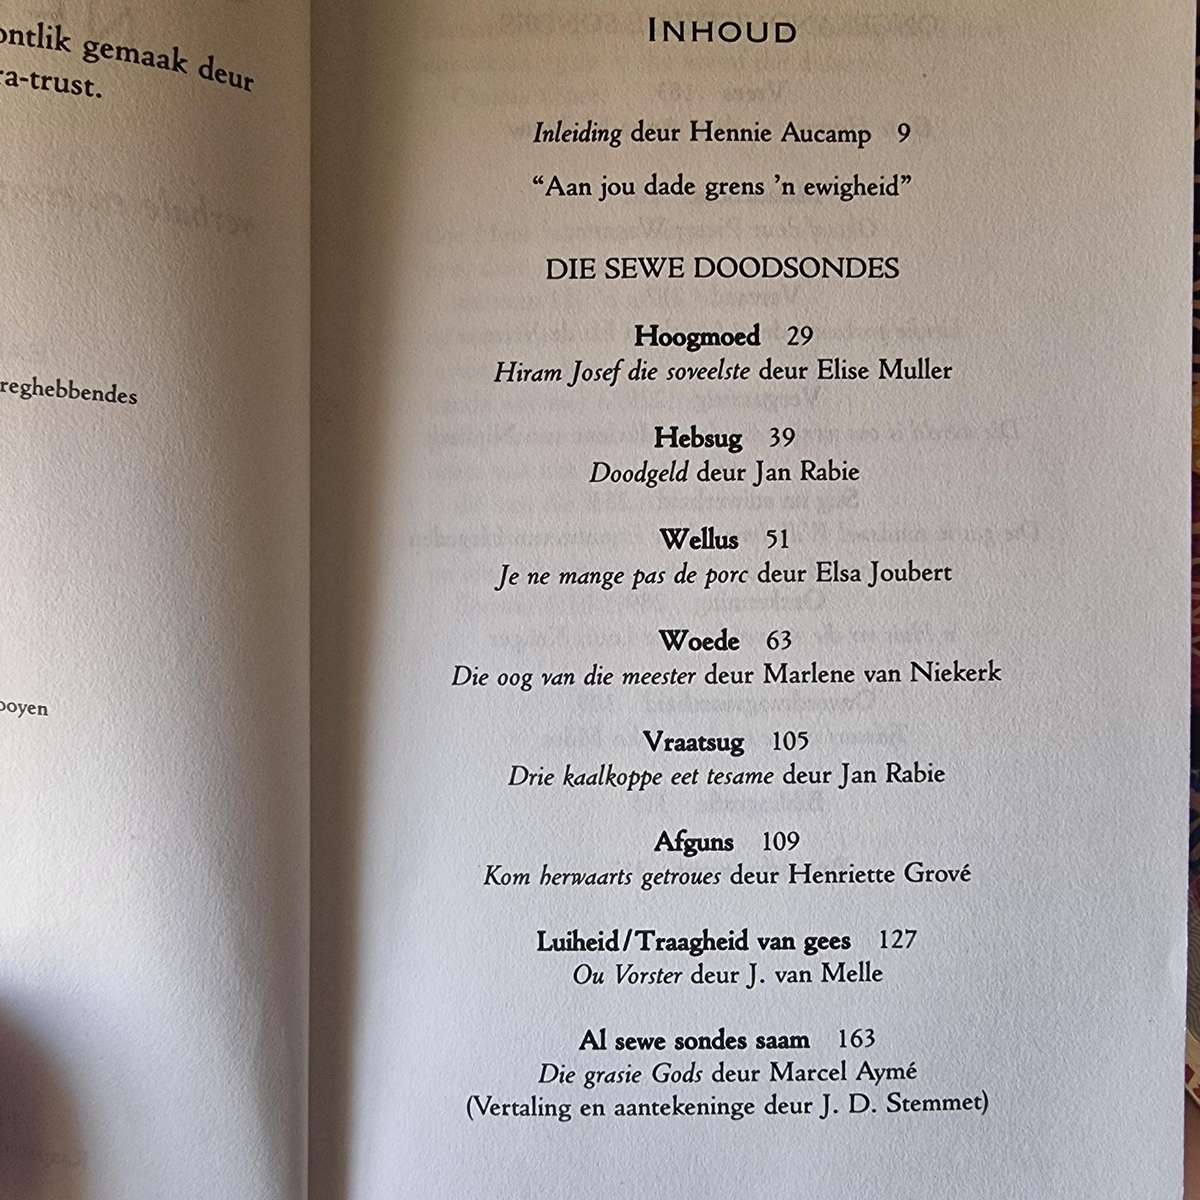 ontlik gemaak deur
ra-trust.
reghebbendes
ooyen
INHOUD
Inleiding deur Hennie Aucamp 9
“Aan jou dade grens ’n ewigheid”
DIE SEWE DOODSONDES
Hoogmoed 29
Hiram Josef die soveelste deur Elise Muller
Hebsug 39
Doodgeld deur Jan Rabie
Wellus 51
Je ne mange pas de porc deur Elsa Joubert
Woede 63
Die oog van die meester deur Marlene van Niekerk
Vraatsug 105
Drie kaalkoppe eet tesame deur Jan Rabie
Afguns 109
Kom herwaarts getroues deur Henriette Grové
Luiheid/Traagheid van gees 127
Ou Vorster deur J. van Melle
Al sewe sondes saam 163
Die grasie Gods deur Marcel Aymé
(Vertaling en aantekeninge deur J. D. Stemmet)